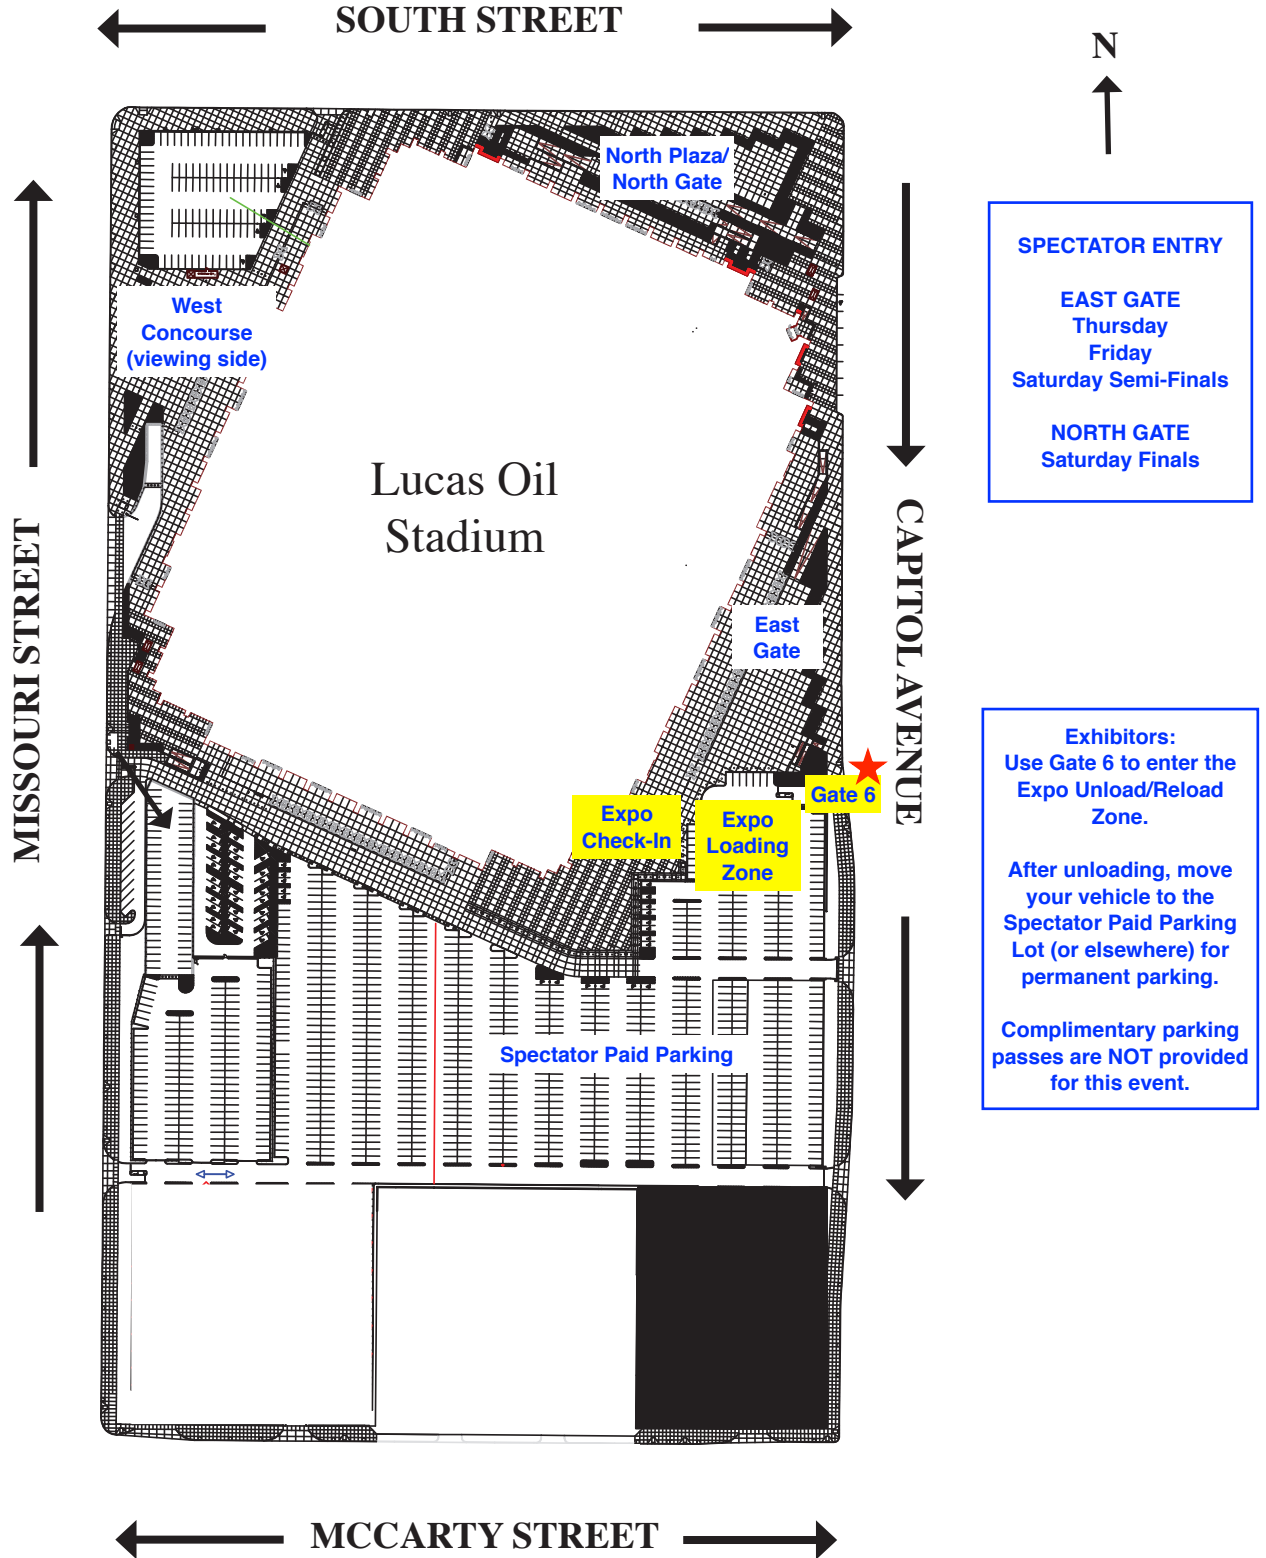 SOUTH STREET
N
North Plaza/
North Gate
West
Concourse
(viewing side)
SPECTATOR ENTRY
EAST GATE
Thursday
Friday
Saturday Semi-Finals
NORTH GATE
Saturday Finals
Lucas Oil
Stadium
MISSOURI STREET
CAPITOL AVENUE
East
Gate
Gate 6
Expo
Check-In
Expo
Loading
Zone
Exhibitors:
Use Gate 6 to enter the
Expo Unload/Reload
Zone.
After unloading, move
your vehicle to the
Spectator Paid Parking
Lot (or elsewhere) for
permanent parking.
Complimentary parking
passes are NOT provided
for this event.
Spectator Paid Parking
MCCARTY STREET